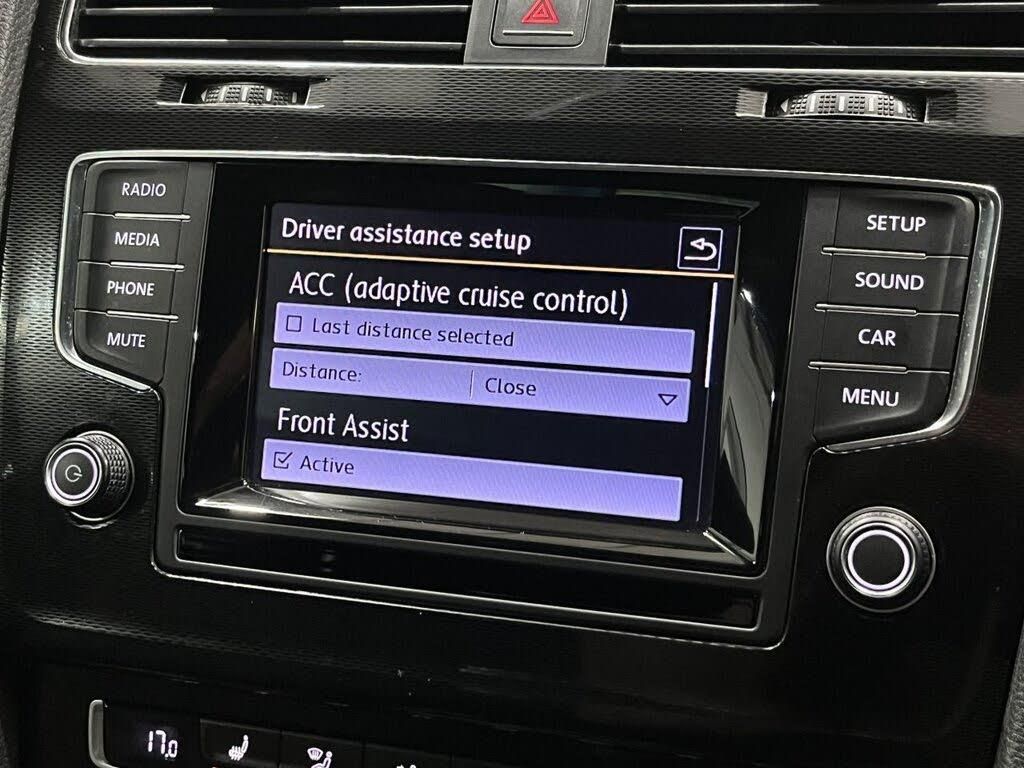 RADIO
MEDIA
PHONE
MUTE
Driver assistance setup
ACC (adaptive cruise control)
Last distance selected
Distance: Close
Front Assist
Active
SETUP
SOUND
CAR
MENU
17.0